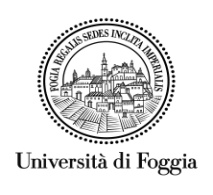 FOGIA REGALIS SEDES INCLITA IMPERIALIS
Università di Foggia